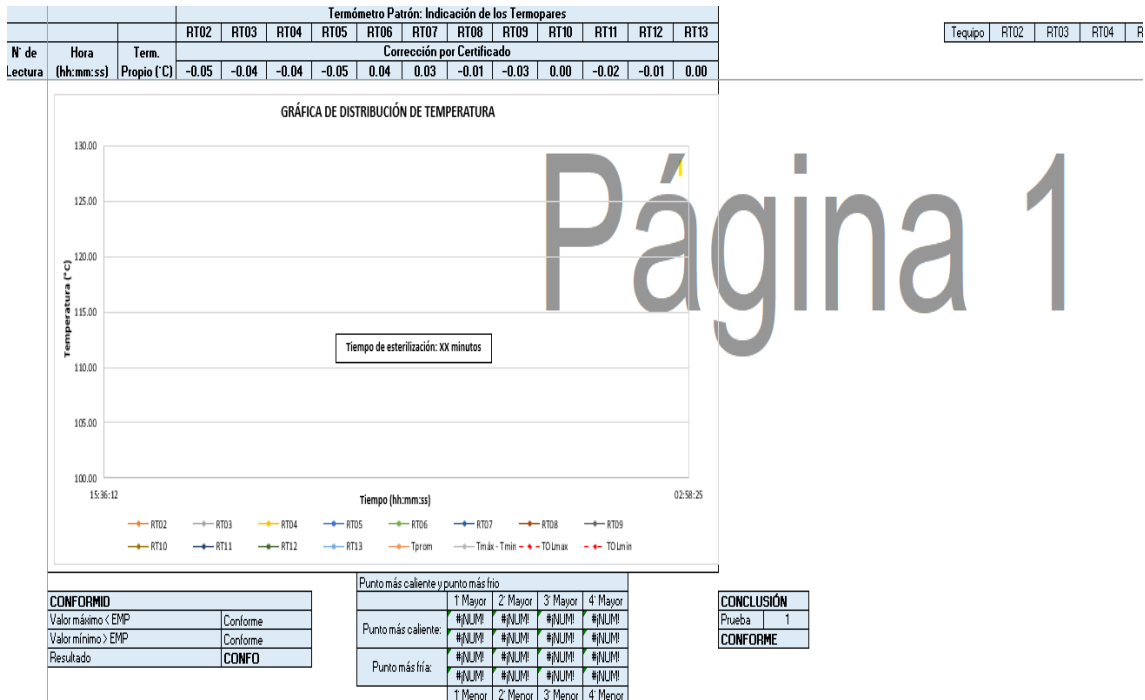 Termómetro Patrón: Indicación de los Termopares
RT02 RT03 RT04 RT05 RT06 RT07 RT08 RT09 RT10 RT11 RT12 RT13
Tequipo RT02 RT03 RT04
N° de Lectura Hora (hh:mm:ss) Term. Propio (°C) Corrección por Certificado
-0.05 -0.04 -0.04 -0.05 0.04 0.03 -0.01 -0.03 0.00 -0.02 -0.01 0.00
GRÁFICA DE DISTRIBUCIÓN DE TEMPERATURA
Página 1
130.00
125.00
120.00
115.00
110.00
105.00
100.00
Temperatura (°C)
Tiempo de esterilización: XX minutos
15:36:12 02:58:25
Tiempo (hh:mm:ss)
RT02 RT03 RT04 RT05 RT06 RT07 RT08 RT09
RT10 RT11 RT12 RT13 Tprom Tmáx - Tmin TOLmax TOLmin
CONFORMID
Valor máximo < EMP Conforme
Valor mínimo > EMP Conforme
Resultado CONFO
Punto más caliente y punto más frio
1° Mayor 2° Mayor 3° Mayor 4° Mayor
Punto más caliente: #¡NUM! #¡NUM! #¡NUM! #¡NUM!
#¡NUM! #¡NUM! #¡NUM! #¡NUM!
Punto más fría: #¡NUM! #¡NUM! #¡NUM! #¡NUM!
#¡NUM! #¡NUM! #¡NUM! #¡NUM!
1° Menor 2° Menor 3° Menor 4° Menor
CONCLUSIÓN
Prueba 1
CONFORME